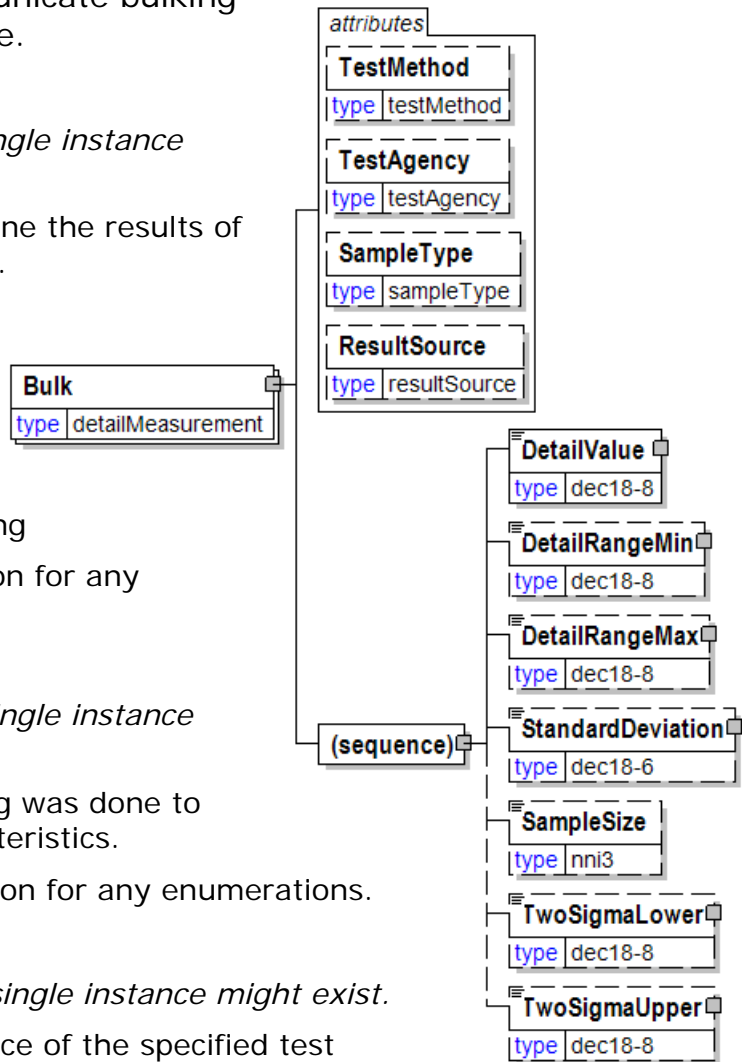 unicate bulking
e.
ngle instance
ne the results of
.
ng
on for any
ingle instance
g was done to
teristics.
on for any enumerations.
single instance might exist.
ce of the specified test
attributes
TestMethod
type testMethod
TestAgency
type testAgency
SampleType
type sampleType
ResultSource
type resultSource
Bulk
type detailMeasurement
(sequence)
DetailValue
type dec18-8
DetailRangeMin
type dec18-8
DetailRangeMax
type dec18-8
StandardDeviation
type dec18-6
SampleSize
type nni3
TwoSigmaLower
type dec18-8
TwoSigmaUpper
type dec18-8